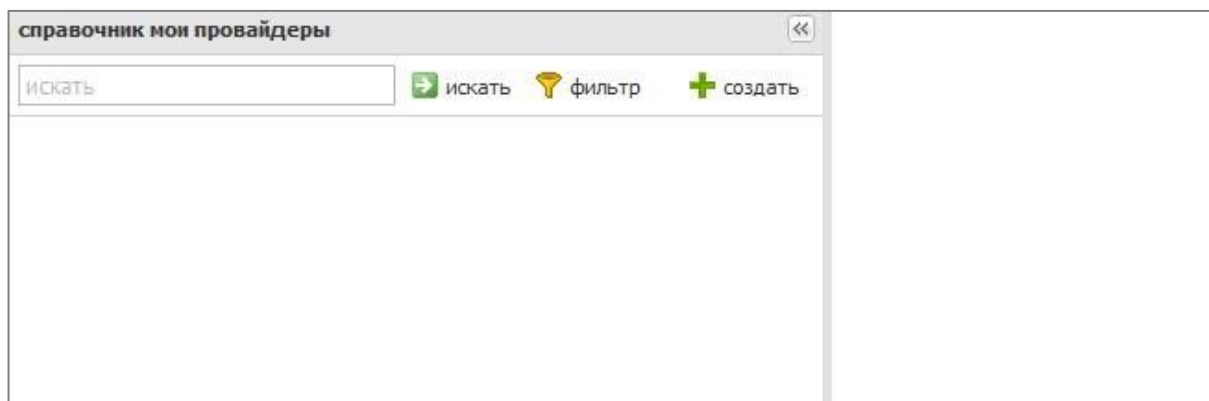 справочник мои провайдеры
искать искать фильтр создать